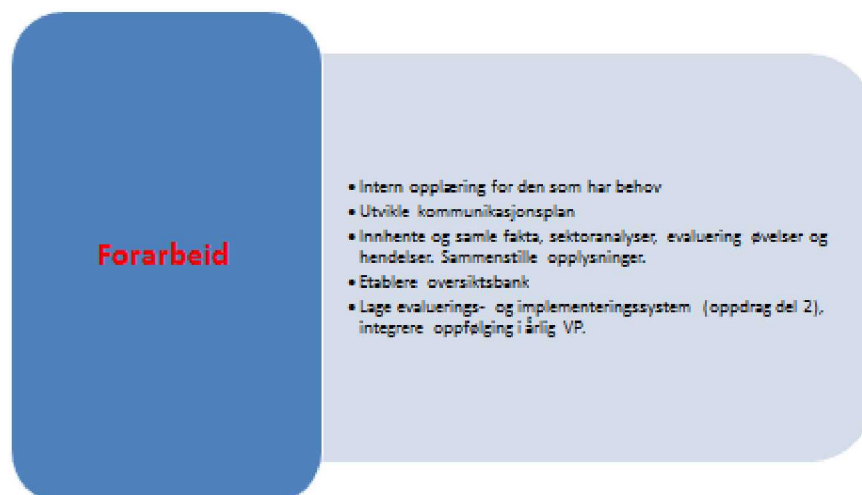 Forarbeid
• Intern opplæring for den som har behov
• Utvikle kommunikasjonsplan
• Innhente og samle fakta, sektoranalyser, evaluering øvelser og
hendelser. Sammenstille opplysninger.
• Etablere oversiktsbank
• Lage evaluerings- og implementeringssystem (oppdrag del 2),
integrere oppfølging i årlig VP.